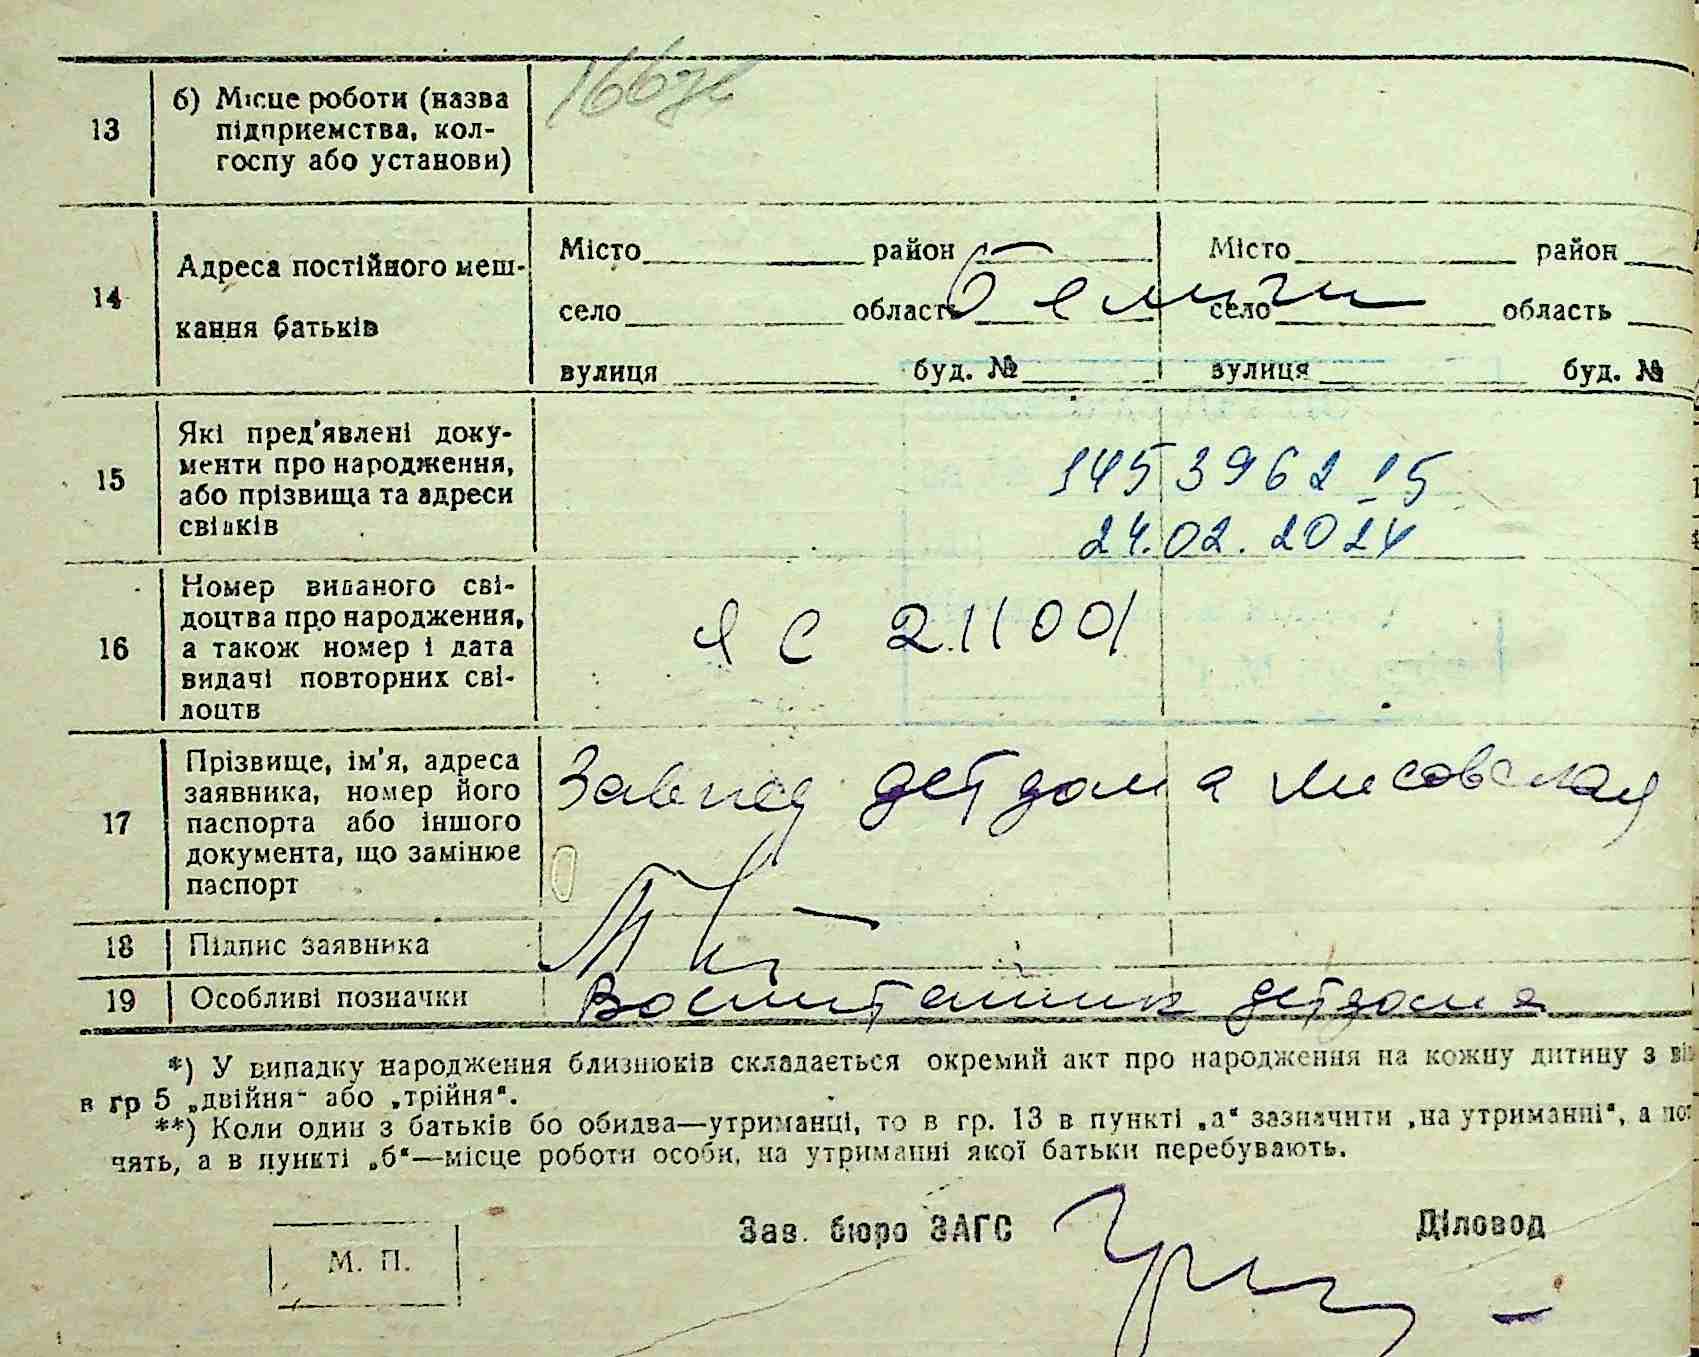 13
б) Місце роботи (назва
підприємства, кол-
госпу або установи)
14
Адреса постійного меш-
кання батьків
Місто район Місто район
село область село область
вулиця буд. № вулиця буд. №
15
Які пред'явлені доку-
менти про народження,
або прізвища та адреси
свідків
1453962 15
24.02.2024
16
Номер виданого сві-
доцтва про народження,
а також номер і дата
видачі повторних сві-
доцтв
ЯС 211001
17
Прізвище, ім'я, адреса
заявника, номер його
паспорта або іншого
документа, що замінює
паспорт
Завпед детдома Лисовская
18 Підпис заявника
19 Особливі позначки Воспитанник детдома
*) У випадку народження близнюків складається окремий акт про народження на кожну дитину з
в гр 5 „двійня" або „трійня".
**) Коли один з батьків бо обидва—утриманці, то в гр. 13 в пункті „а" зазначити „на утриманні", а
чять, а в пункті „б"—місце роботи особи, на утриманні якої батьки перебувають.
Зав. бюро ЗАГС Діловод
М. П.